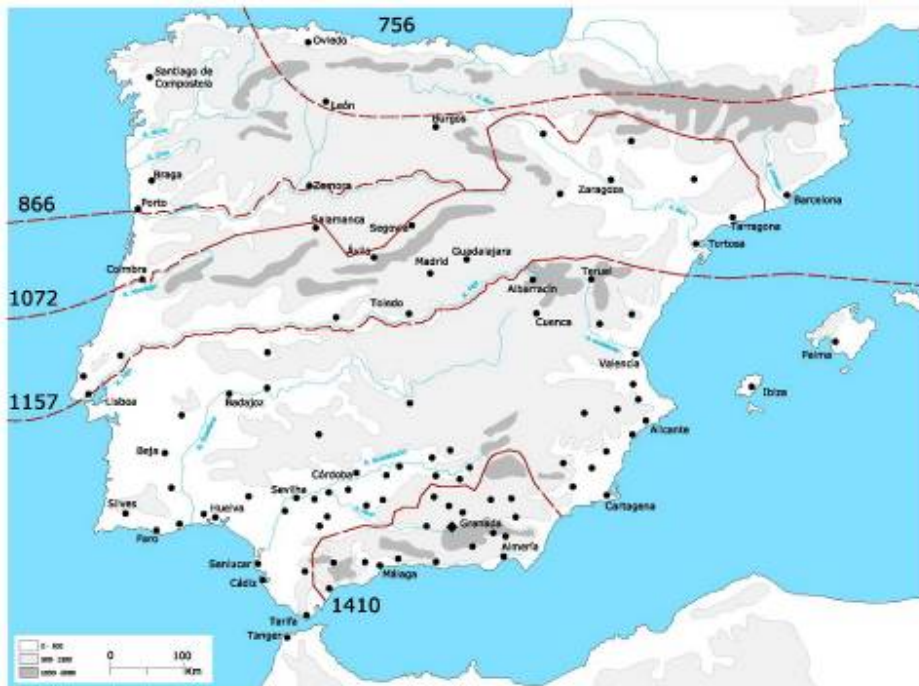 756
Oviedo
Santiago de
Compostela
León
Burgos
Braga
Zamora
Zaragoza
Barcelona
866
Porto
Tarragona
Salamanca
Segovia
Tortosa
Ávila
Guadalajara
Madrid
Coimbra
Albarracín
Teruel
1072
Toledo
Cuenca
Valencia
Palma
1157
Lisboa
Badajoz
Ibiza
Alicante
Beja
Córdoba
Sevilha
Silves
Huelva
Cartagena
Granada
Faro
Almería
Sanlucar
Málaga
Cádiz
1410
Tarifa
Tanger
0
100
Km